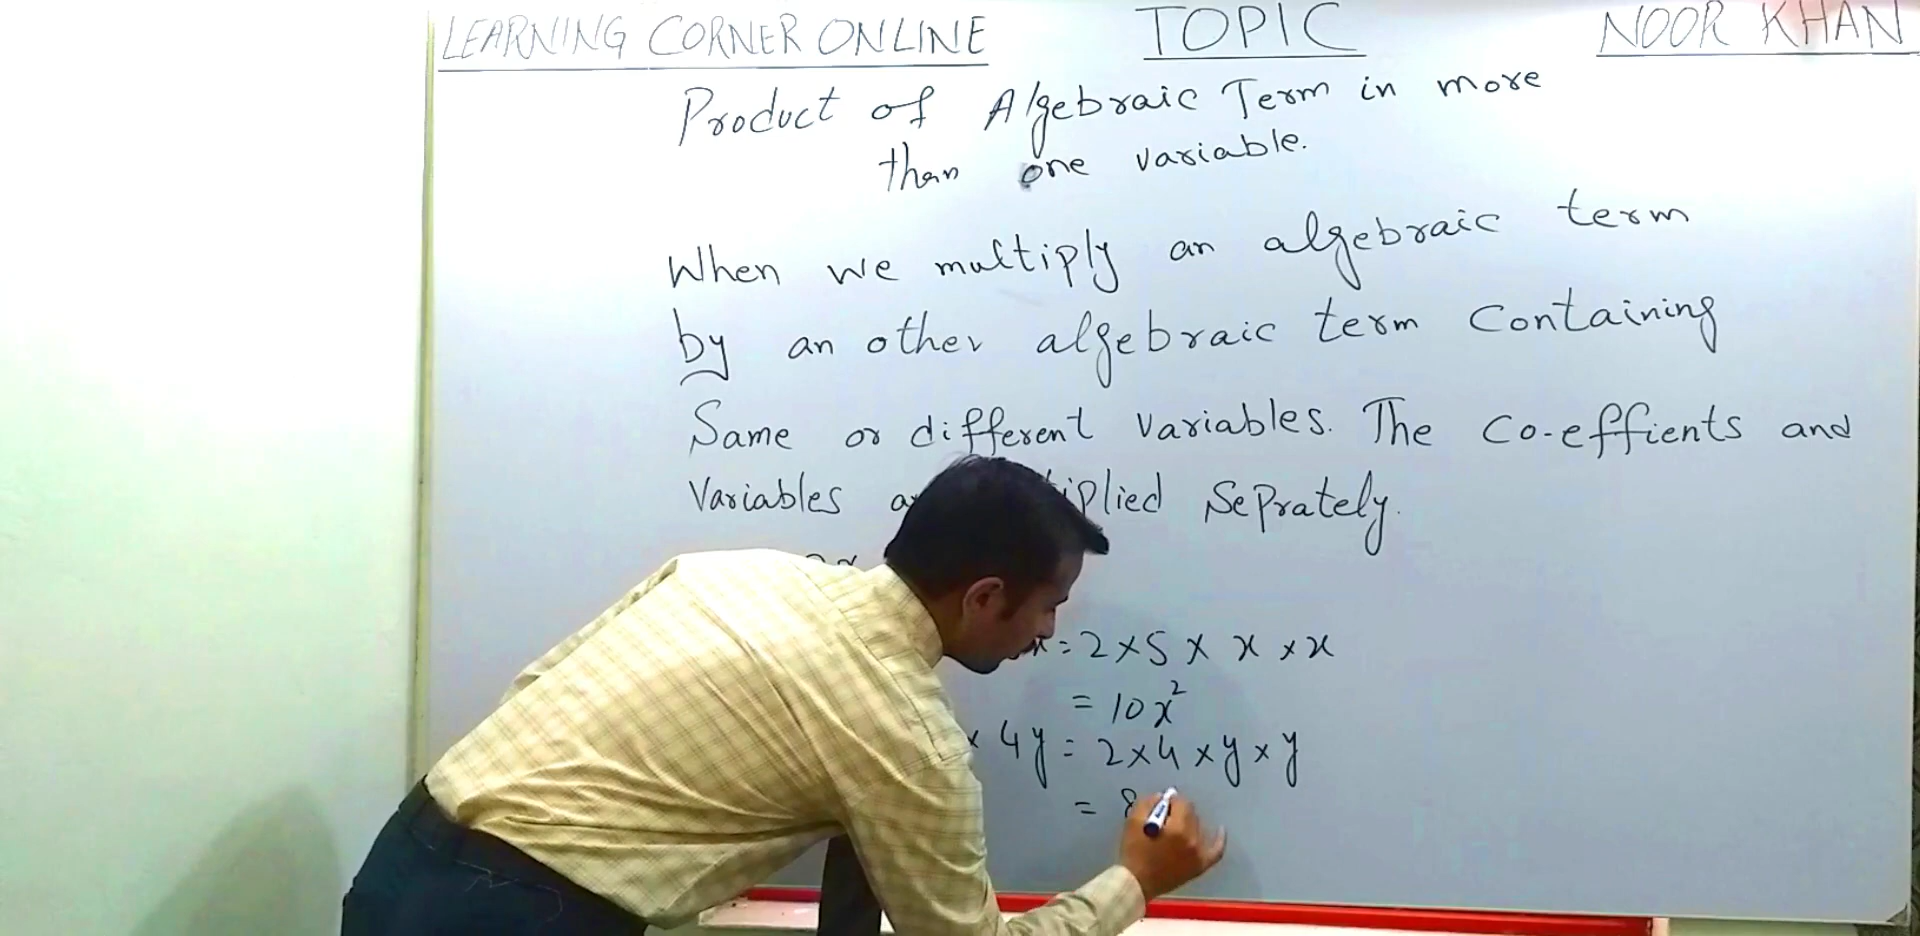 LEARNING CORNER ONLINE TOPIC NOOR KHAN
Product of Algebraic Term in more
than one variable.
When we multiply an algebraic term
by an other algebraic term containing
Same or different variables. The co-effients and
Variables Seprately.
= 2 × 5 × x × x
= 10x²
× 4y = 2 × 4 × y × y
= 8